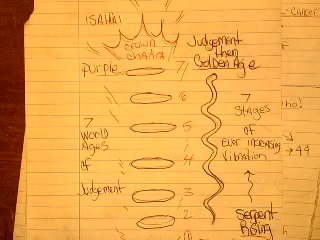 ISAIAH
CROWN
CHAKRA
Judgement
then
Golden Age
Purple
7
6
5
4
3
2
7
World
Ages
of
Judgement
7
Stages
of
Ever increasing
Vibration
Serpent
Rising
-Cancer
44